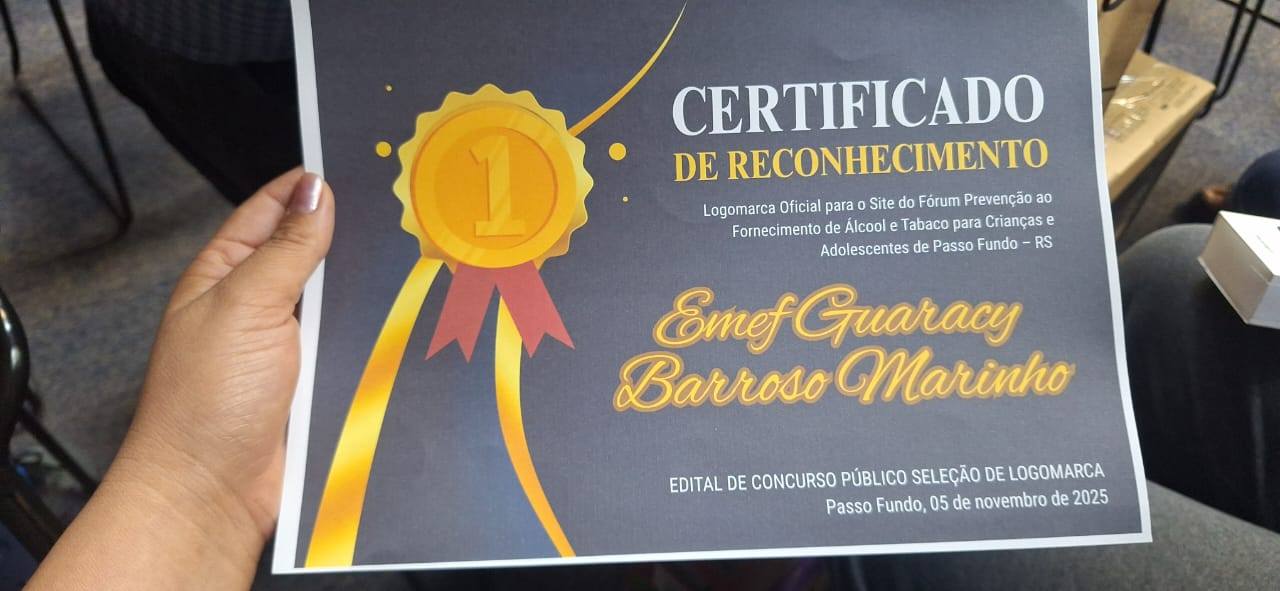 1
CERTIFICADO
DE RECONHECIMENTO
Logomarca Oficial para o Site do Fórum Prevenção ao
Fornecimento de Álcool e Tabaco para Crianças e
Adolescentes de Passo Fundo – RS
Emef Guaracy
Barroso Marinho
EDITAL DE CONCURSO PÚBLICO SELEÇÃO DE LOGOMARCA
Passo Fundo, 05 de novembro de 2025